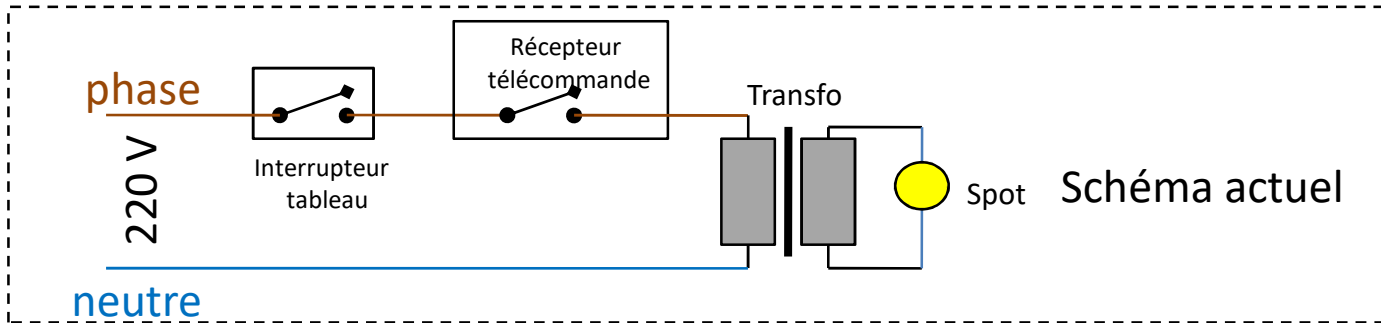 Récepteur
télécommande
phase
Transfo
Interrupteur
tableau
220 V
Spot
Schéma actuel
neutre